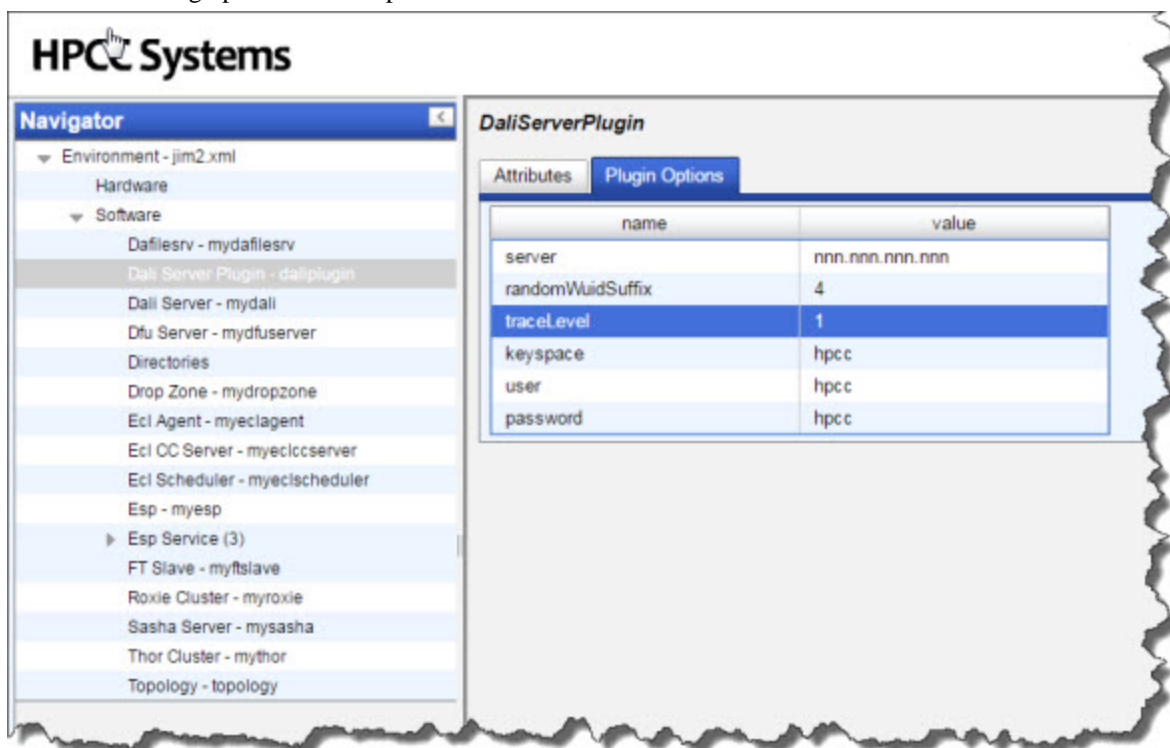 HPCC Systems
Navigator
Environment - jim2.xml
Hardware
Software
Dafilesrv - mydafilesrv
Dali Server Plugin - daliplugin
Dali Server - mydali
Dfu Server - mydfuserver
Directories
Drop Zone - mydropzone
Ecl Agent - myeclagent
Ecl CC Server - myeclccserver
Ecl Scheduler - myeclscheduler
Esp - myesp
Esp Service (3)
FT Slave - myftslave
Roxie Cluster - myroxie
Sasha Server - mysasha
Thor Cluster - mythor
Topology - topology
DaliServerPlugin
Attributes Plugin Options
name value
server nnn.nnn.nnn.nnn
randomWuidSuffix 4
traceLevel 1
keyspace hpcc
user hpcc
password hpcc